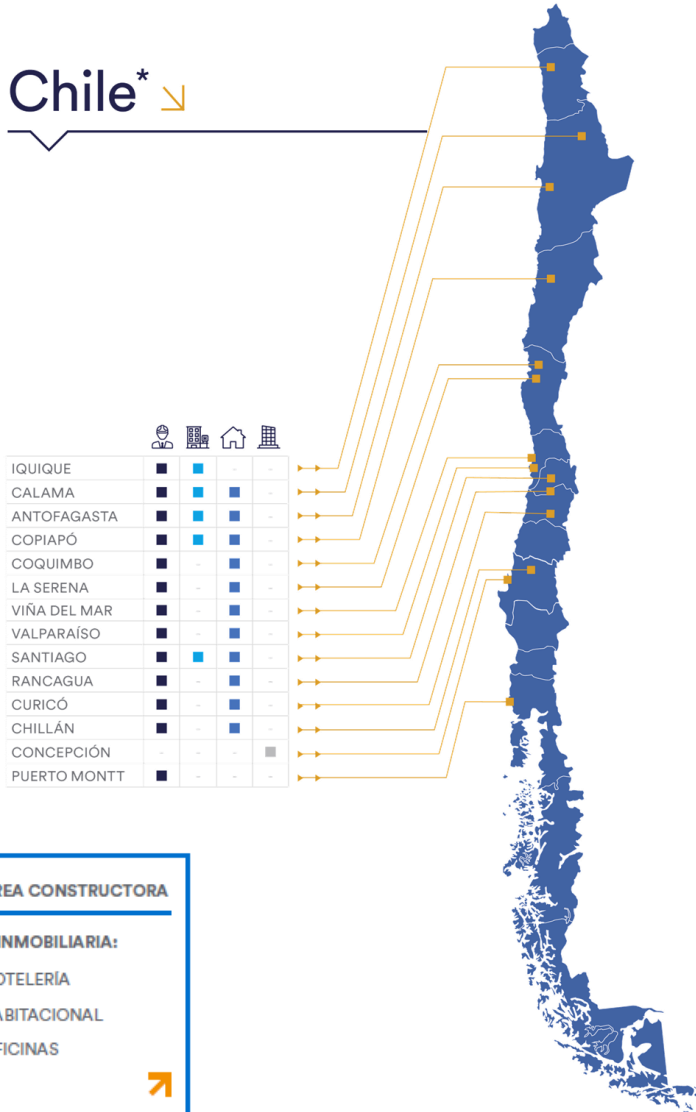 Chile*
IQUIQUE
CALAMA
ANTOFAGASTA
COPIAPÓ
COQUIMBO
LA SERENA
VIÑA DEL MAR
VALPARAÍSO
SANTIAGO
RANCAGUA
CURICÓ
CHILLÁN
CONCEPCIÓN
PUERTO MONTT
REA CONSTRUCTORA
INMOBILIARIA:
OTELERÍA
ABITACIONAL
FICINAS